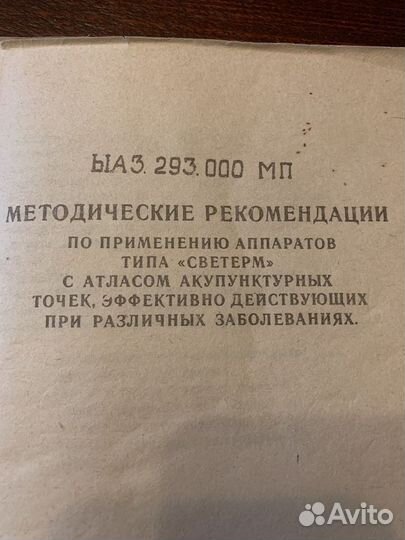 ЫАЗ. 293. 000 МП
МЕТОДИЧЕСКИЕ РЕКОМЕНДАЦИИ
ПО ПРИМЕНЕНИЮ АППАРАТОВ
ТИПА «СВЕТЕРМ»
С АТЛАСОМ АКУПУНКТУРНЫХ
ТОЧЕК, ЭФФЕКТИВНО ДЕЙСТВУЮЩИХ
ПРИ РАЗЛИЧНЫХ ЗАБОЛЕВАНИЯХ.
Avito